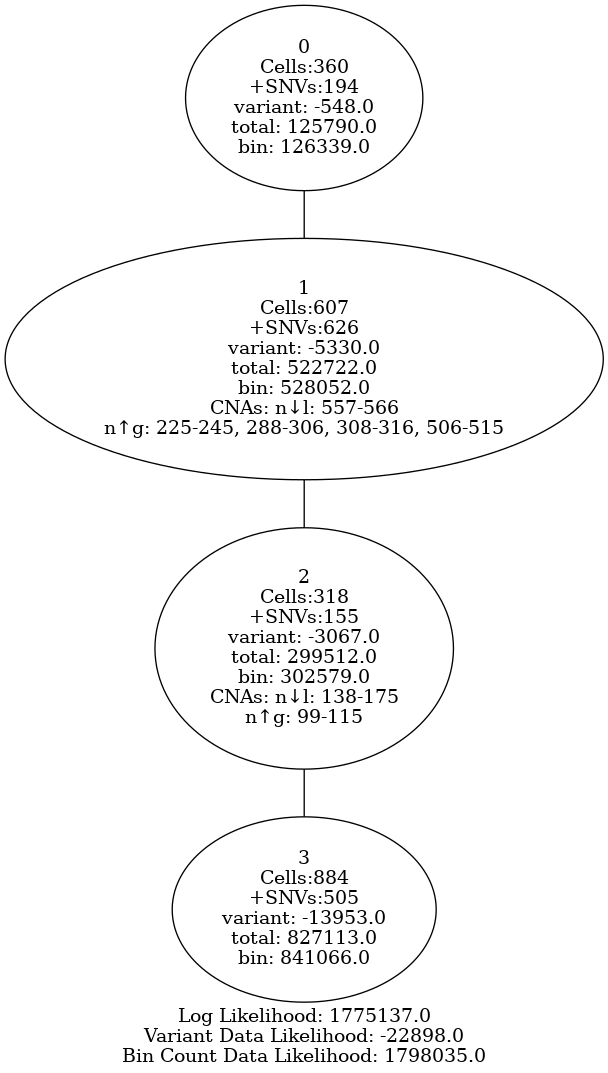 0
Cells:360
+SNVs:194
variant: -548.0
total: 125790.0
bin: 126339.0
1
Cells:607
+SNVs:626
variant: -5330.0
total: 522722.0
bin: 528052.0
CNAs: n↓l: 557-566
n↑g: 225-245, 288-306, 308-316, 506-515
2
Cells:318
+SNVs:155
variant: -3067.0
total: 299512.0
bin: 302579.0
CNAs: n↓l: 138-175
n↑g: 99-115
3
Cells:884
+SNVs:505
variant: -13953.0
total: 827113.0
bin: 841066.0
Log Likelihood: 1775137.0
Variant Data Likelihood: -22898.0
Bin Count Data Likelihood: 1798035.0